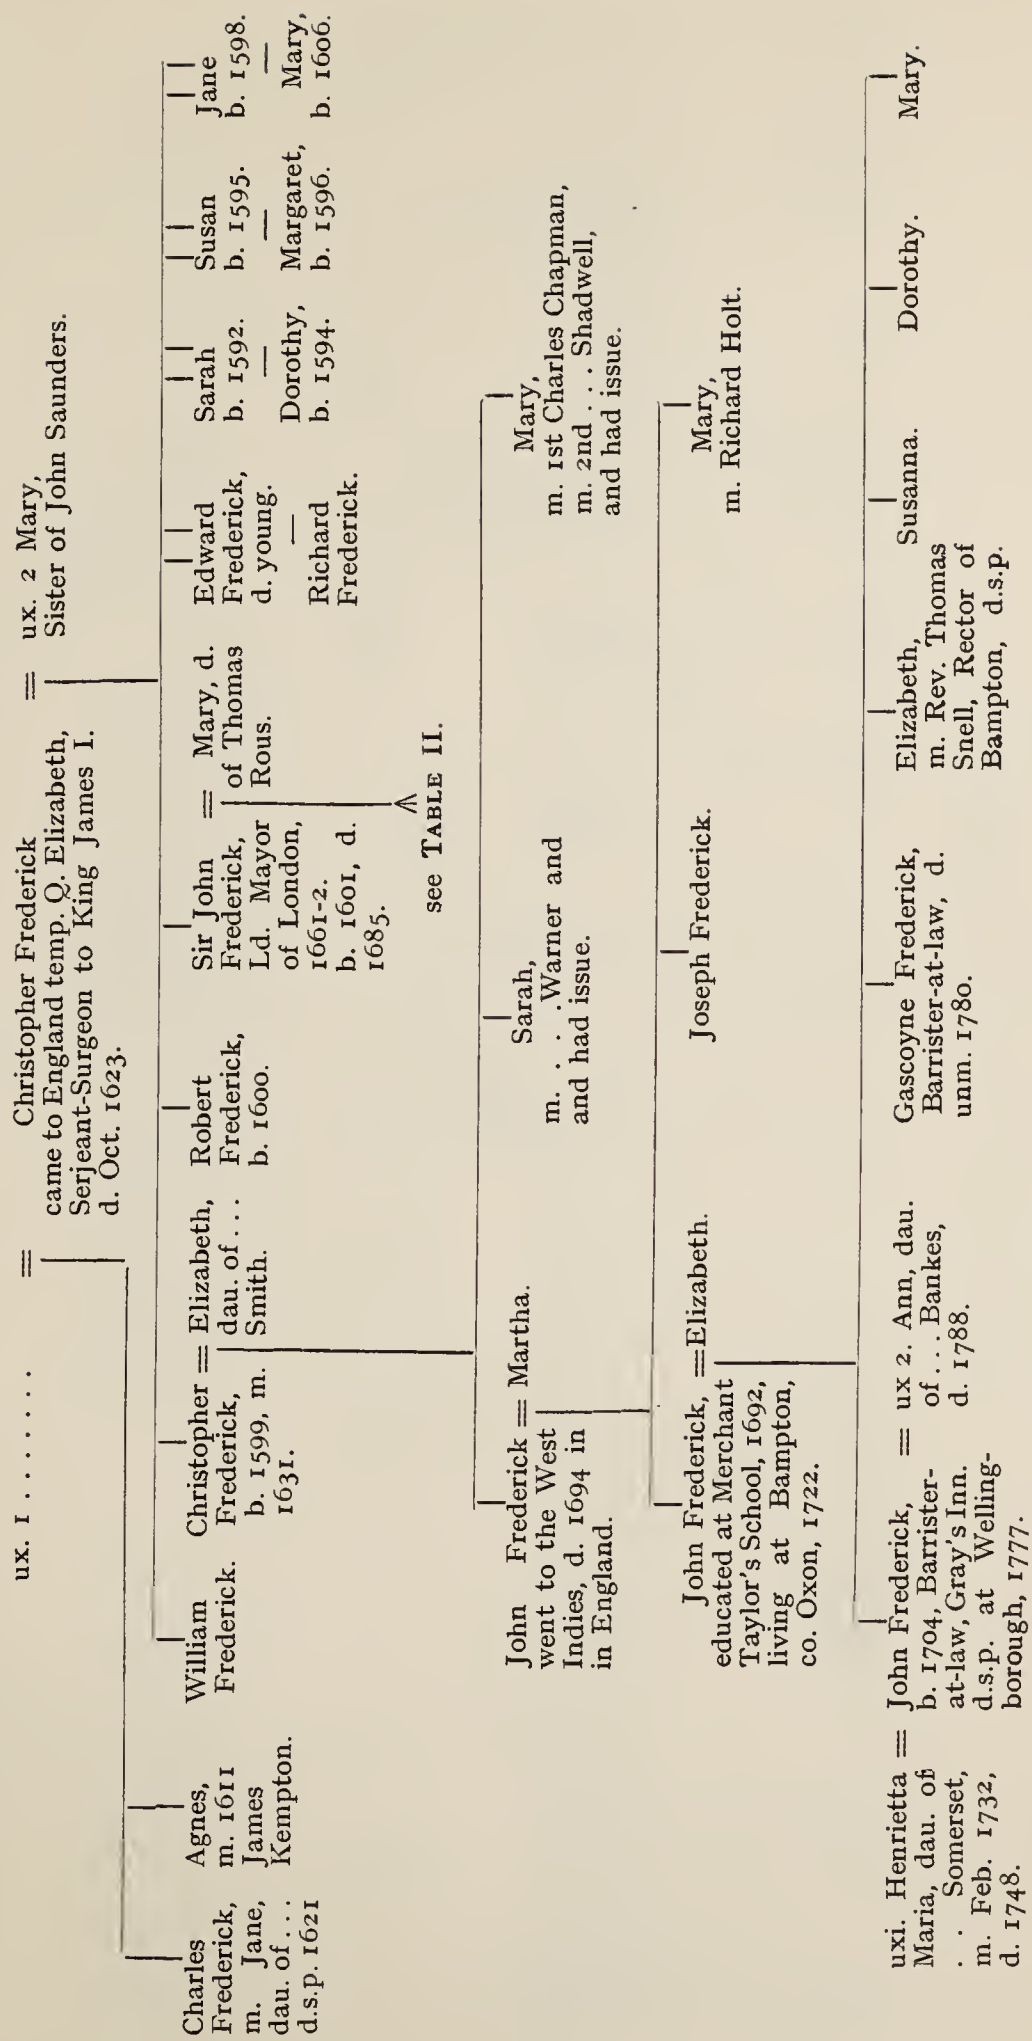 ux. 1 . . . . . . . =
Christopher Frederick
came to England temp. Q. Elizabeth,
Serjeant-Surgeon to King James I.
d. Oct. 1623.
= ux. 2 Mary,
Sister of John Saunders.
Charles
Frederick,
m. Jane,
dau. of ...
d.s.p. 1621
Agnes,
m. 1611
James
Kempton.
William
Frederick.
Christopher =
Frederick,
b. 1599, m.
1631.
Elizabeth,
dau. of ...
Smith.
Robert
Frederick,
b. 1600.
Sir John =
Frederick,
Ld. Mayor
of London,
1661-2.
b. 1601, d.
1685.
Mary, d.
of Thomas
Rous.
see TABLE II.
Edward
Frederick,
d. young.
—
Richard
Frederick.
Sarah
b. 1592.
—
Dorothy,
b. 1594.
Susan
b. 1595.
—
Margaret,
b. 1596.
Jane
b. 1598.
—
Mary,
b. 1606.
John Frederick = Martha.
went to the West
Indies, d. 1694 in
in England.
Sarah,
m. . . . Warner and
and had issue.
Mary,
m. 1st Charles Chapman,
m. 2nd . . . Shadwell,
and had issue.
John Frederick, = Elizabeth.
educated at Merchant
Taylor's School, 1692,
living at Bampton,
co. Oxon, 1722.
Joseph Frederick.
Mary,
m. Richard Holt.
ux1. Henrietta =
Maria, dau. of
. . Somerset,
m. Feb. 1732,
d. 1748.
John Frederick, =
b. 1704, Barrister-
at-law, Gray's Inn.
d.s.p. at Welling-
borough, 1777.
ux 2. Ann, dau.
of ... Bankes,
d. 1788.
Gascoyne Frederick,
Barrister-at-law, d.
unm. 1780.
Elizabeth,
m. Rev. Thomas
Snell, Rector of
Bampton, d.s.p.
Susanna.
Dorothy.
Mary.